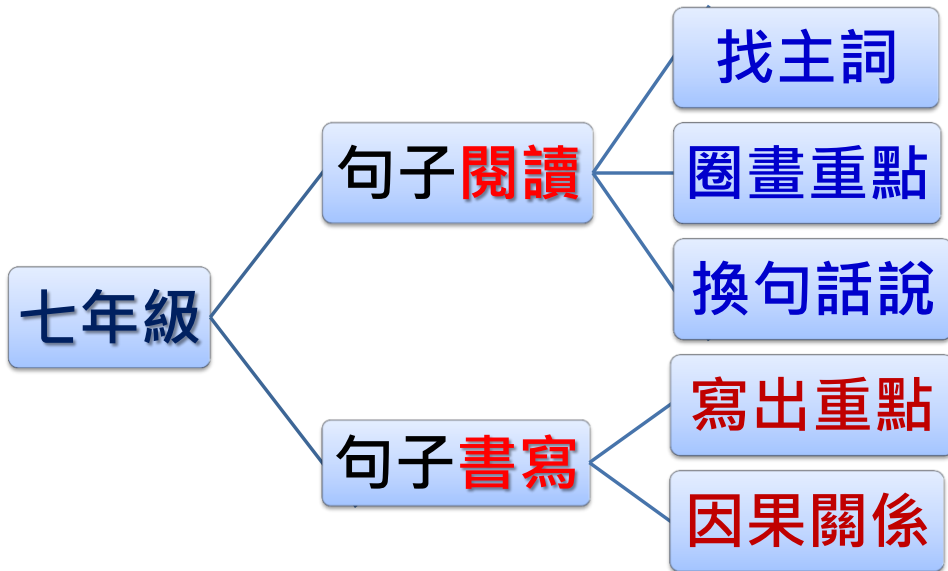 七年級
句子閱讀
找主詞
圈畫重點
換句話說
句子書寫
寫出重點
因果關係